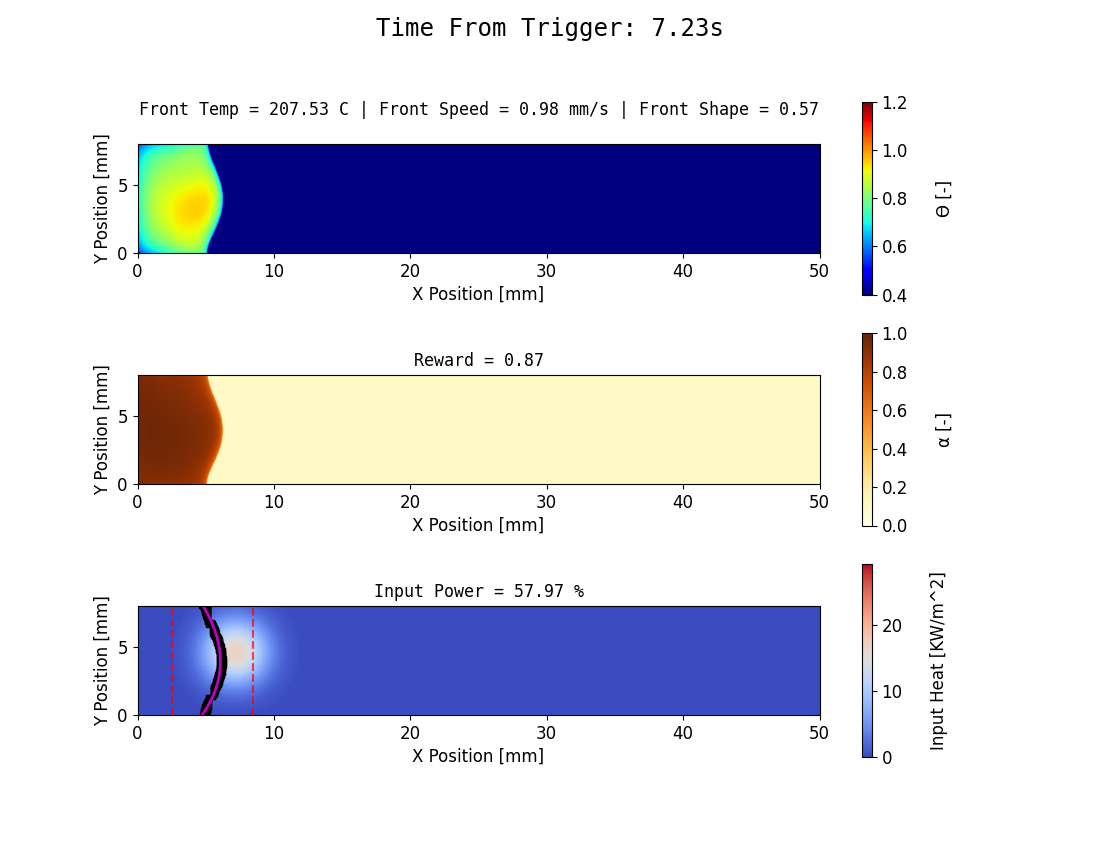 Time From Trigger: 7.23s
Front Temp = 207.53 C | Front Speed = 0.98 mm/s | Front Shape = 0.57
Y Position [mm]
5
0
0 10 20 30 40 50
X Position [mm]
1.2
1.0
0.8
0.6
0.4
Θ [-]
Reward = 0.87
Y Position [mm]
5
0
0 10 20 30 40 50
X Position [mm]
1.0
0.8
0.6
0.4
0.2
0.0
α [-]
Input Power = 57.97 %
Y Position [mm]
5
0
0 10 20 30 40 50
X Position [mm]
20
10
0
Input Heat [KW/m^2]